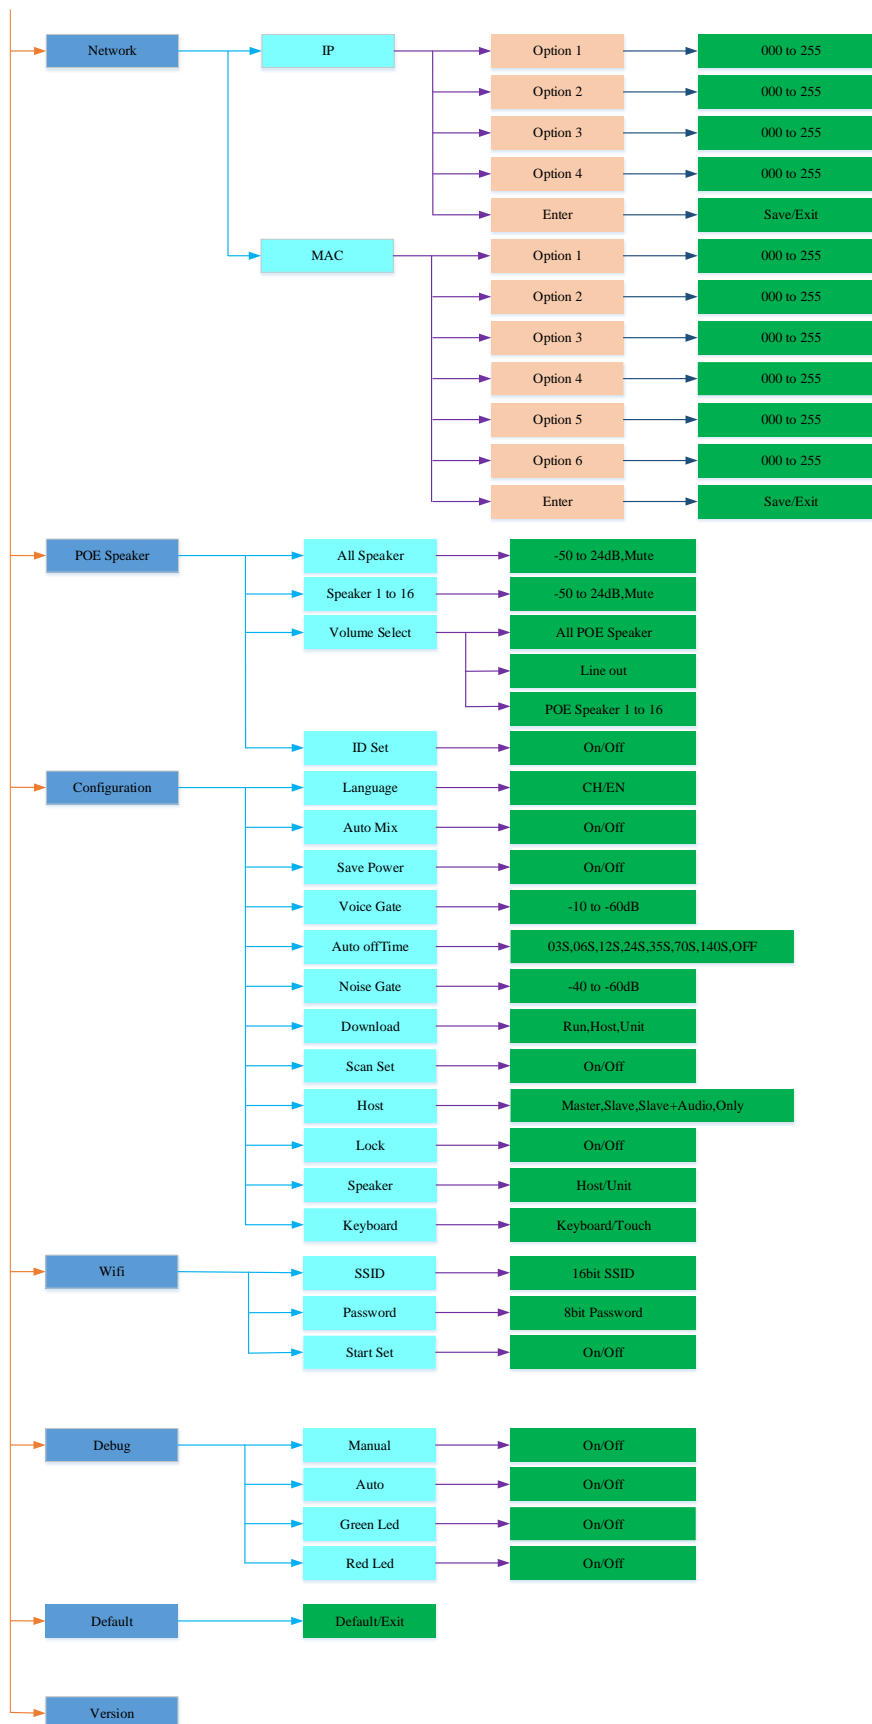 Network
IP
Option 1
000 to 255
Option 2
000 to 255
Option 3
000 to 255
Option 4
000 to 255
Enter
Save/Exit
MAC
Option 1
000 to 255
Option 2
000 to 255
Option 3
000 to 255
Option 4
000 to 255
Option 5
000 to 255
Option 6
000 to 255
Enter
Save/Exit
POE Speaker
All Speaker
-50 to 24dB,Mute
Speaker 1 to 16
-50 to 24dB,Mute
Volume Select
All POE Speaker
Line out
POE Speaker 1 to 16
ID Set
On/Off
Configuration
Language
CH/EN
Auto Mix
On/Off
Save Power
On/Off
Voice Gate
-10 to -60dB
Auto offTime
03S,06S,12S,24S,35S,70S,140S,OFF
Noise Gate
-40 to -60dB
Download
Run,Host,Unit
Scan Set
On/Off
Host
Master,Slave,Slave+Audio,Only
Lock
On/Off
Speaker
Host/Unit
Keyboard
Keyboard/Touch
Wifi
SSID
16bit SSID
Password
8bit Password
Start Set
On/Off
Debug
Manual
On/Off
Auto
On/Off
Green Led
On/Off
Red Led
On/Off
Default
Default/Exit
Version